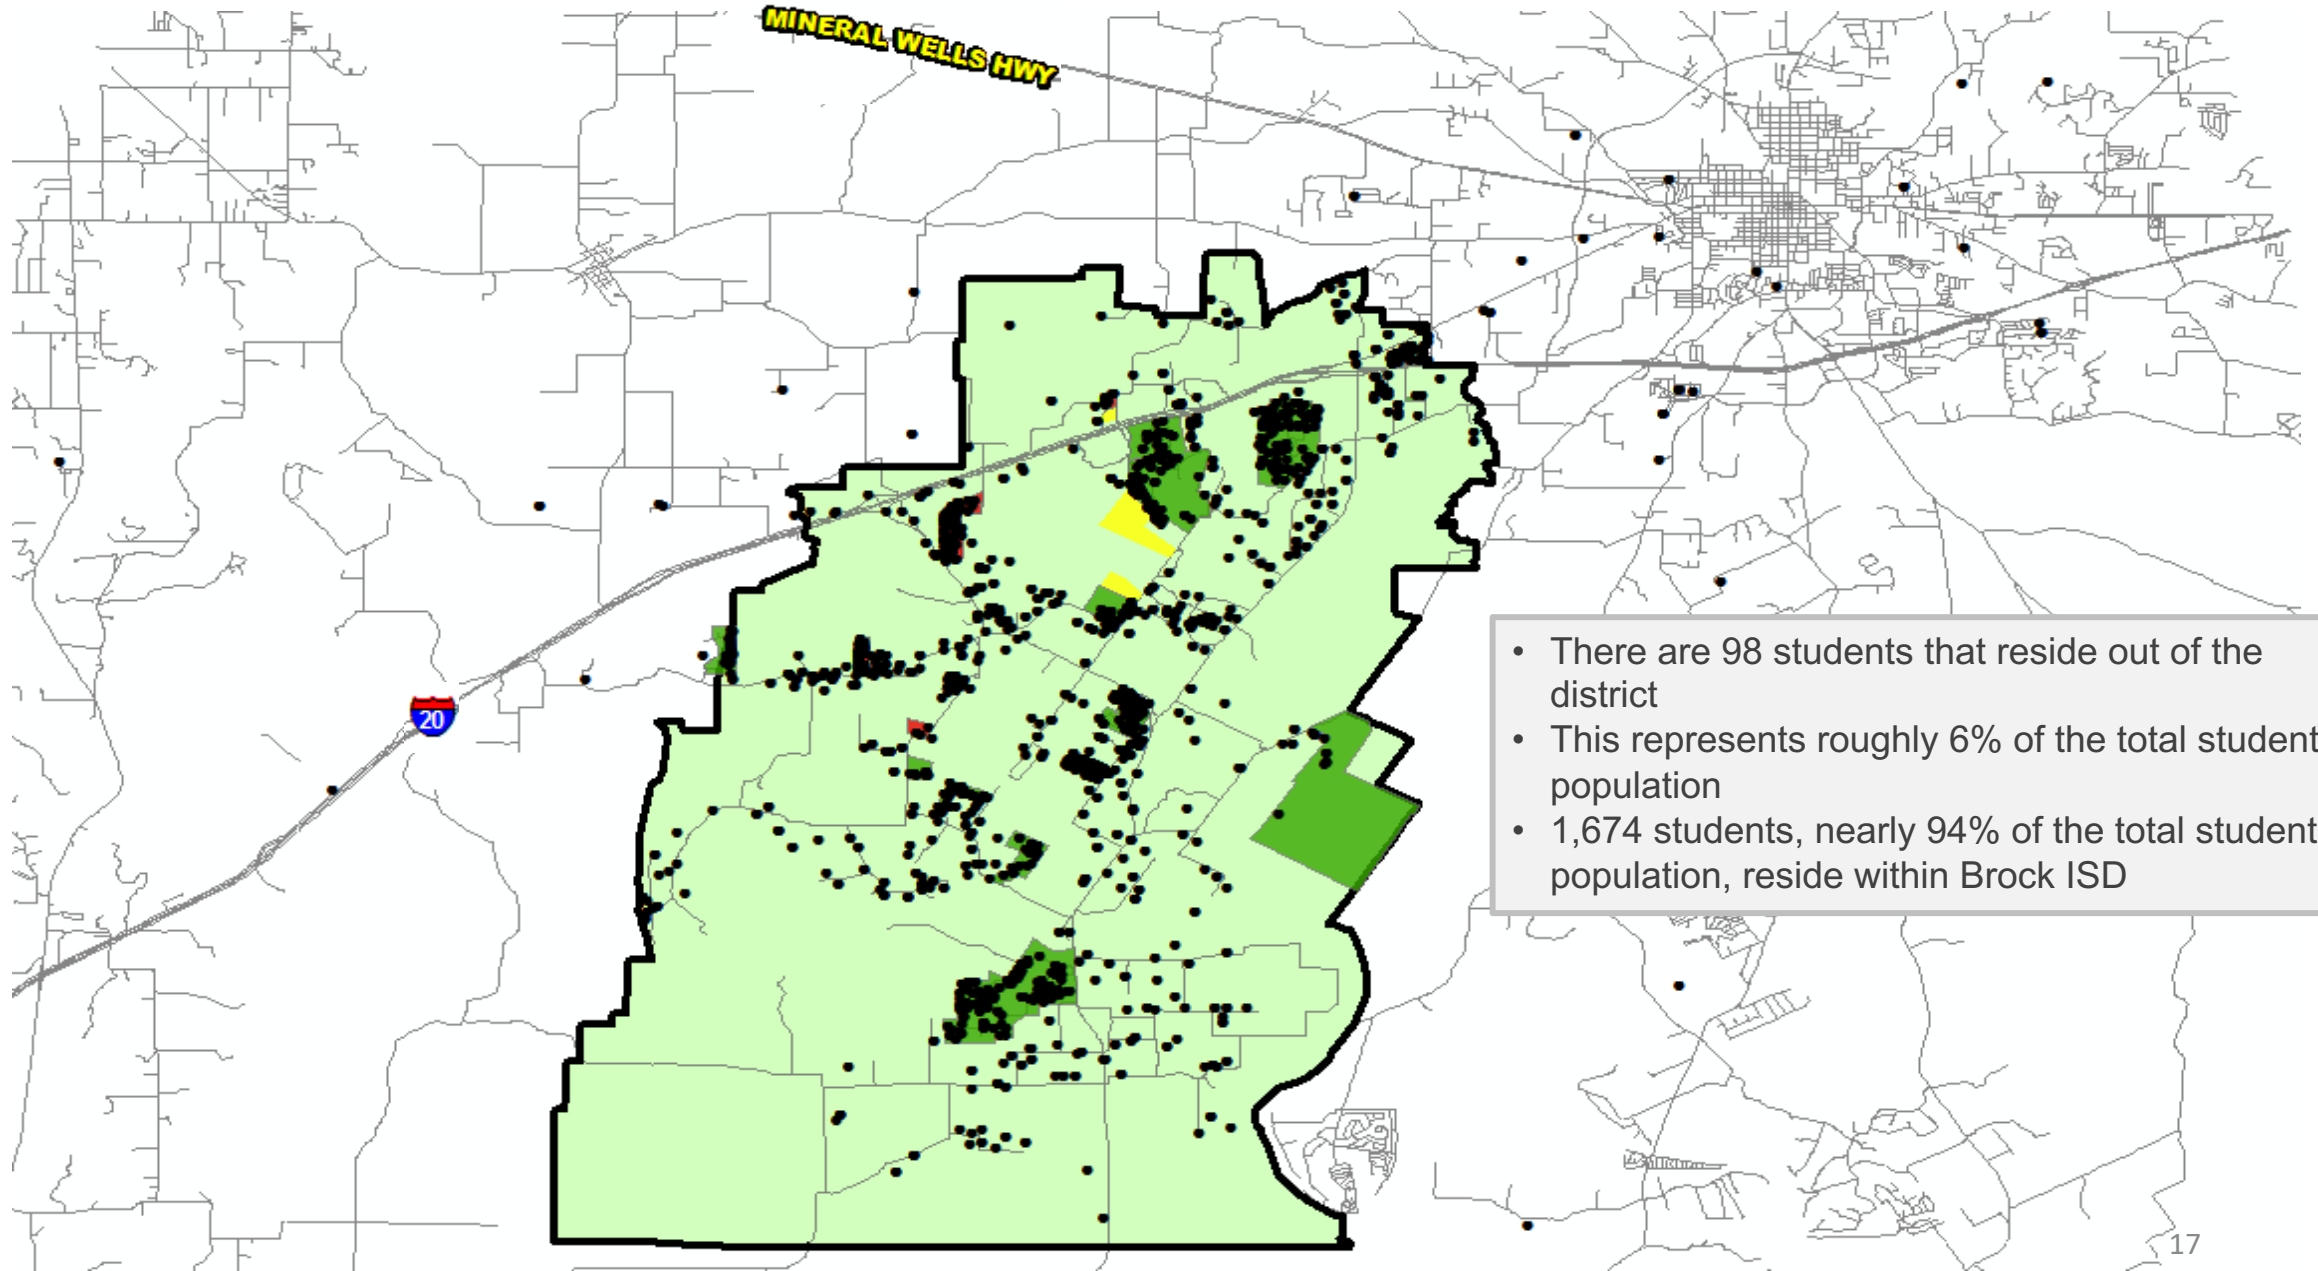 MINERAL WELLS HWY
20
• There are 98 students that reside out of the
district
• This represents roughly 6% of the total student
population
• 1,674 students, nearly 94% of the total student
population, reside within Brock ISD
17